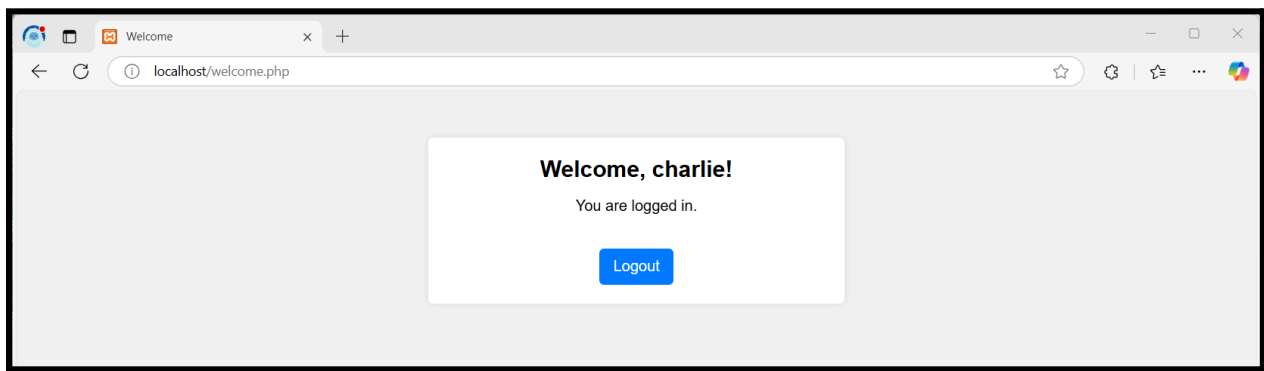 Welcome
localhost/welcome.php
Welcome, charlie!
You are logged in.
Logout